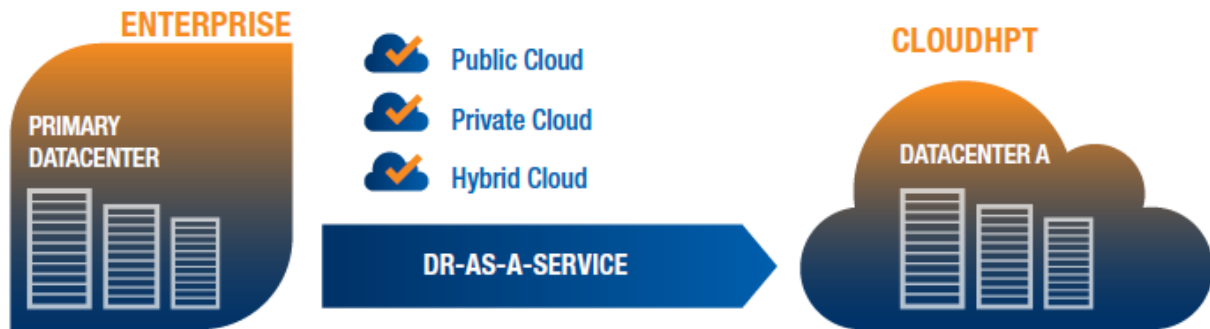 ENTERPRISE
PRIMARY
DATACENTER
Public Cloud
Private Cloud
Hybrid Cloud
DR-AS-A-SERVICE
CLOUDHPT
DATACENTER A